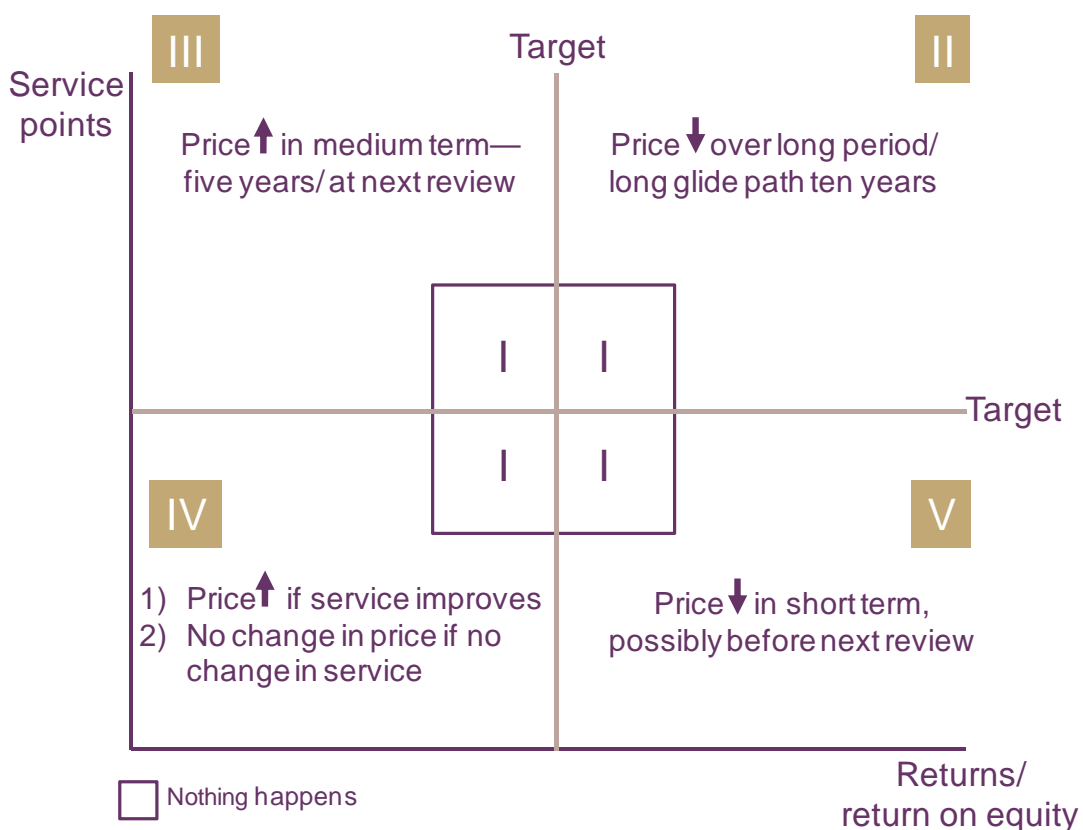 III
Target
II
Service
points
Price ↑ in medium term—
five years/ at next review
Price ↓ over long period/
long glide path ten years
I I
Target
I I
IV
V
1) Price ↑ if service improves
2) No change in price if no
change in service
Price ↓ in short term,
possibly before next review
Nothing happens
Returns/
return on equity